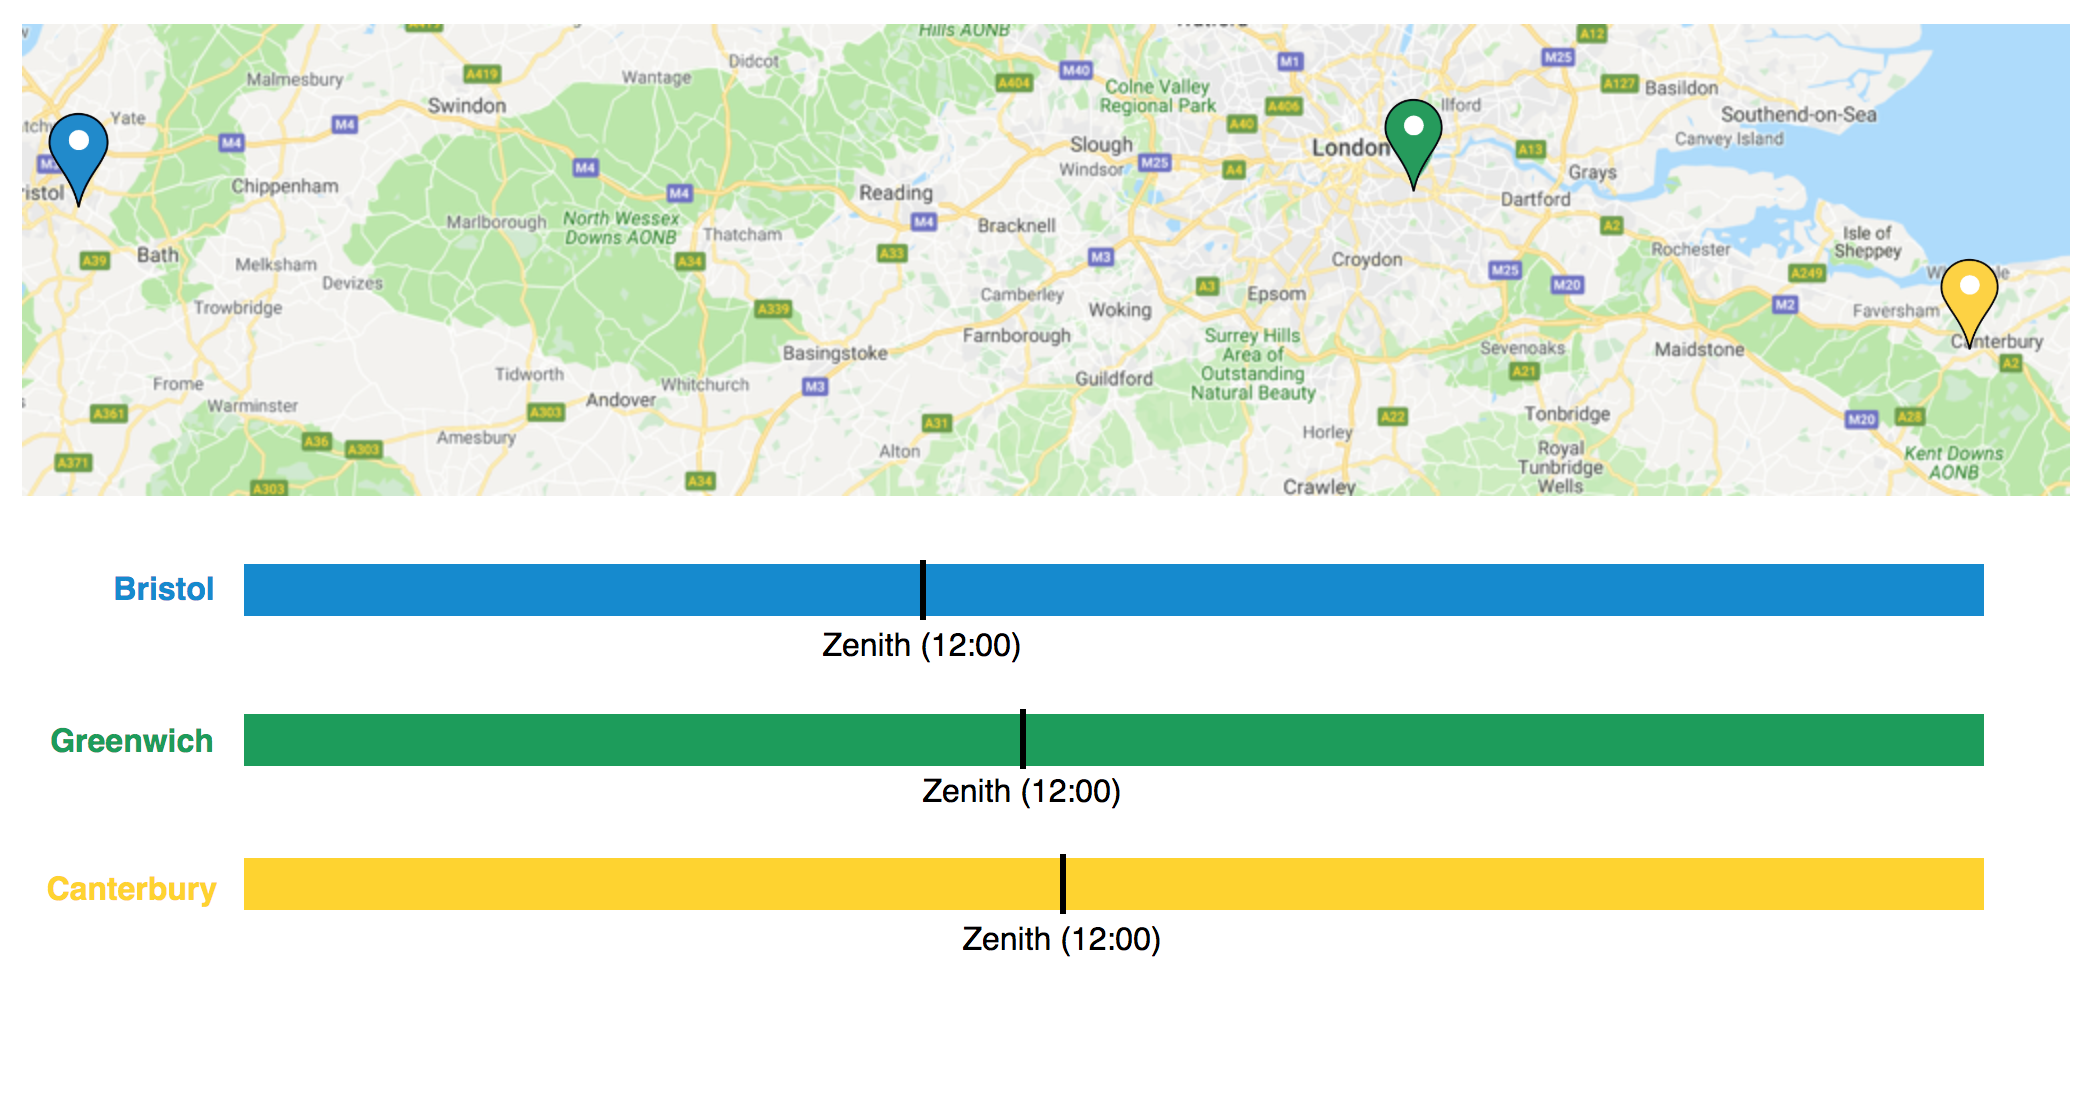 Hills AONB
A419
Didcot
M40
M1
M25
A12
Malmesbury
A419
Wantage
A404
Colne Valley
Regional Park
A406
Ilford
A127
Basildon
Yate
M4
M4
Swindon
A40
Southend-on-Sea
Canvey Island
M4
Slough
Windsor
M25
A4
London
A13
Grays
Chippenham
M4
Reading
Dartford
Marlborough
North Wessex
Downs AONB
Thatcham
M4
Bracknell
A2
Rochester
Isle of
Sheppey
A39
Bath
Melksham
Devizes
A34
A33
M3
Croydon
M25
M20
A249
Trowbridge
A339
Camberley
A3
Epsom
Woking
M2
Faversham
Basingstoke
Farnborough
Surrey Hills
Area of
Outstanding
Natural Beauty
Sevenoaks
Maidstone
Canterbury
A2
Frome
Warminster
Tidworth
Whitchurch
M3
Guildford
A21
A361
A303
Andover
A31
A22
Tonbridge
M20
A28
A36
A303
Amesbury
Alton
Horley
Royal
Tunbridge
Wells
Kent Downs
AONB
A371
A303
A34
Crawley
Bristol
Zenith (12:00)
Greenwich
Zenith (12:00)
Canterbury
Zenith (12:00)